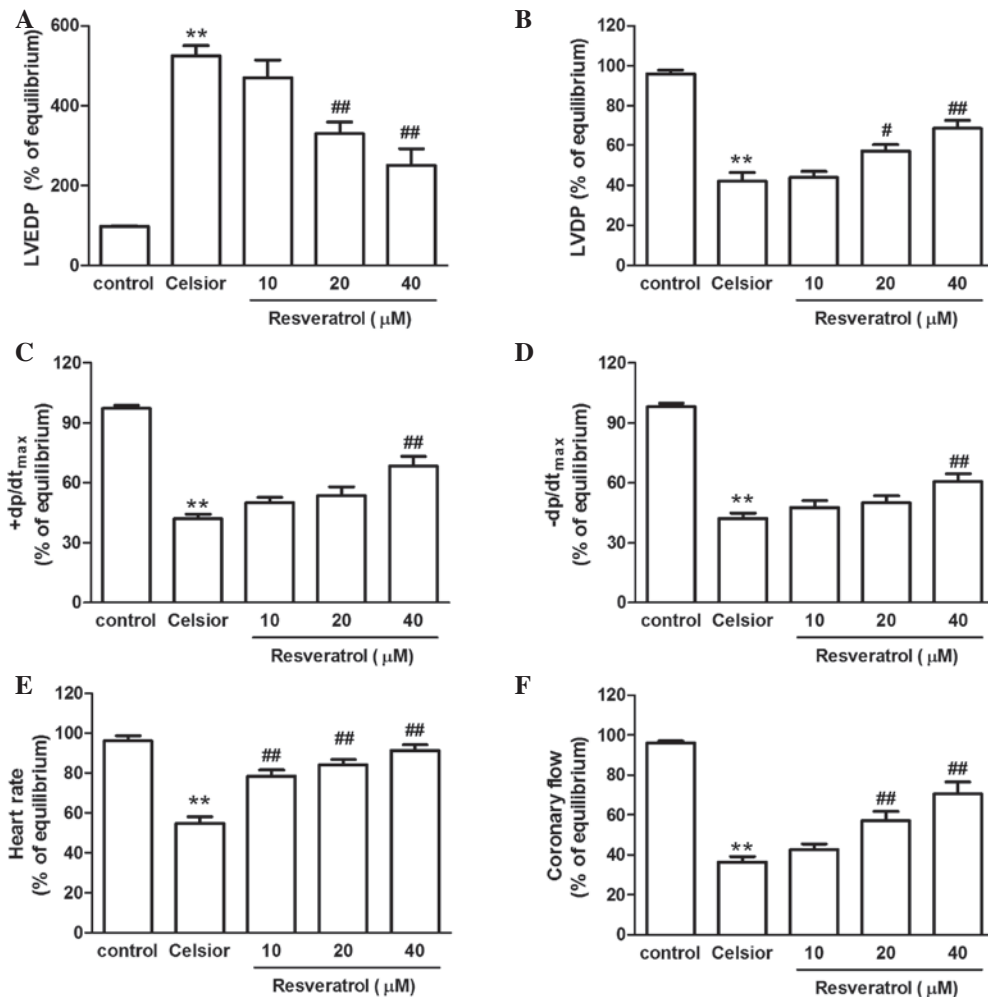 A
LVEDP (% of equilibrium)
600
400
200
0
**
##
##
control Celsior 10 20 40
Resveratrol ( μM)
B
LVDP (% of equilibrium)
120
100
80
60
40
20
0
**
#
##
control Celsior 10 20 40
Resveratrol ( μM)
C
+dp/dtmax
(% of equilibrium)
120
90
60
30
0
**
##
control Celsior 10 20 40
Resveratrol ( μM)
D
-dp/dtmax
(% of equilibrium)
120
90
60
30
0
**
##
control Celsior 10 20 40
Resveratrol ( μM)
E
Heart rate
(% of equilibrium)
120
100
80
60
40
20
0
**
##
##
##
control Celsior 10 20 40
Resveratrol ( μM)
F
Coronary flow
(% of equilibrium)
120
100
80
60
40
20
0
**
##
##
control Celsior 10 20 40
Resveratrol ( μM)